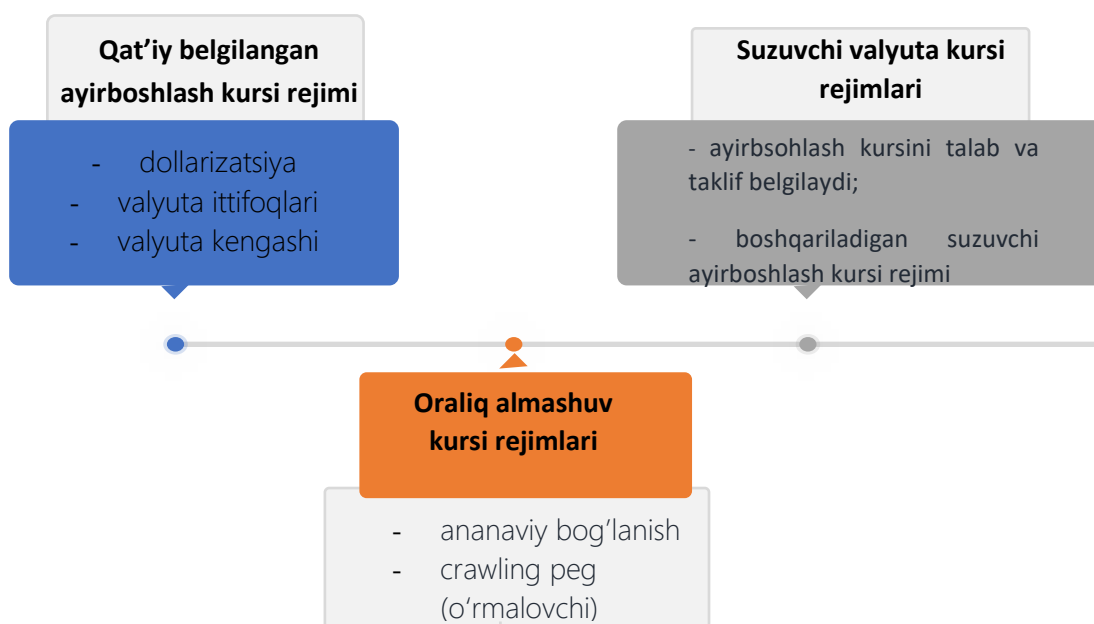 Qat’iy belgilangan
ayirboshlash kursi rejimi
- dollarizatsiya
- valyuta ittifoqlari
- valyuta kengashi
Suzuvchi valyuta kursi
rejimlari
- ayirbsohlash kursini talab va
taklif belgilaydi;
- boshqariladigan suzuvchi
ayirboshlash kursi rejimi
Oraliq almashuv
kursi rejimlari
- ananaviy bog‘lanish
- crawling peg
(o‘rmalovchi)